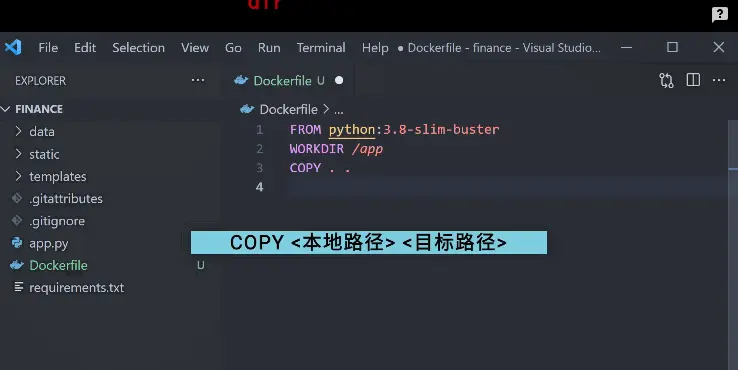 dir
File Edit Selection View Go Run Terminal Help ● Dockerfile - finance - Visual Studio...
EXPLORER ...
FINANCE
data
static
templates
.gitattributes
.gitignore
app.py
Dockerfile U
requirements.txt
Dockerfile U ●
Dockerfile > ...
1 FROM python:3.8-slim-buster
2 WORKDIR /app
3 COPY . .
4
COPY <本地路径> <目标路径>